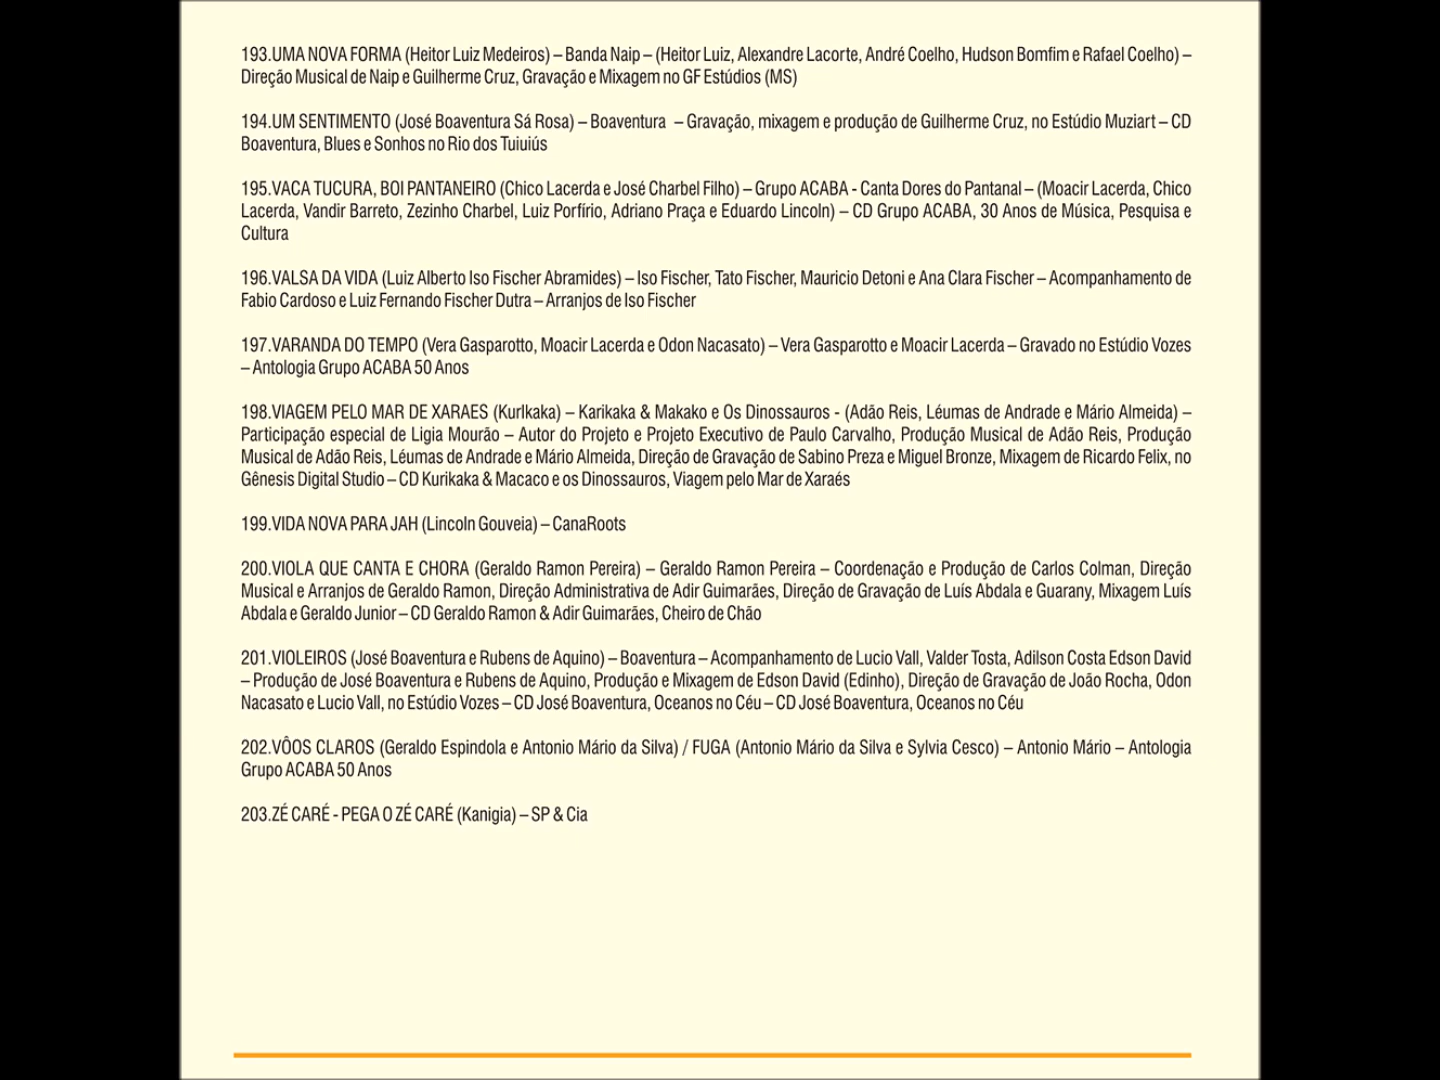 193.UMA NOVA FORMA (Heitor Luiz Medeiros) – Banda Naip – (Heitor Luiz, Alexandre Lacorte, André Coelho, Hudson Bomfim e Rafael Coelho) –
Direção Musical de Naip e Guilherme Cruz, Gravação e Mixagem no GF Estúdios (MS)
194.UM SENTIMENTO (José Boaventura Sá Rosa) – Boaventura – Gravação, mixagem e produção de Guilherme Cruz, no Estúdio Muziart – CD
Boaventura, Blues e Sonhos no Rio dos Tuiuiús
195.VACA TUCURA, BOI PANTANEIRO (Chico Lacerda e José Charbel Filho) – Grupo ACABA - Canta Dores do Pantanal – (Moacir Lacerda, Chico
Lacerda, Vandir Barreto, Zezinho Charbel, Luiz Porfírio, Adriano Praça e Eduardo Lincoln) – CD Grupo ACABA, 30 Anos de Música, Pesquisa e
Cultura
196.VALSA DA VIDA (Luiz Alberto Iso Fischer Abramides) – Iso Fischer, Tato Fischer, Mauricio Detoni e Ana Clara Fischer – Acompanhamento de
Fabio Cardoso e Luiz Fernando Fischer Dutra – Arranjos de Iso Fischer
197.VARANDA DO TEMPO (Vera Gasparotto, Moacir Lacerda e Odon Nacasato) – Vera Gasparotto e Moacir Lacerda – Gravado no Estúdio Vozes
– Antologia Grupo ACABA 50 Anos
198.VIAGEM PELO MAR DE XARAES (KurIkaka) – Karikaka & Makako e Os Dinossauros - (Adão Reis, Léumas de Andrade e Mário Almeida) –
Participação especial de Ligia Mourão – Autor do Projeto e Projeto Executivo de Paulo Carvalho, Produção Musical de Adão Reis, Produção
Musical de Adão Reis, Léumas de Andrade e Mário Almeida, Direção de Gravação de Sabino Preza e Miguel Bronze, Mixagem de Ricardo Felix, no
Gênesis Digital Studio – CD Kurikaka & Macaco e os Dinossauros, Viagem pelo Mar de Xaraés
199.VIDA NOVA PARA JAH (Lincoln Gouveia) – CanaRoots
200.VIOLA QUE CANTA E CHORA (Geraldo Ramon Pereira) – Geraldo Ramon Pereira – Coordenação e Produção de Carlos Colman, Direção
Musical e Arranjos de Geraldo Ramon, Direção Administrativa de Adir Guimarães, Direção de Gravação de Luís Abdala e Guarany, Mixagem Luís
Abdala e Geraldo Junior – CD Geraldo Ramon & Adir Guimarães, Cheiro de Chão
201.VIOLEIROS (José Boaventura e Rubens de Aquino) – Boaventura – Acompanhamento de Lucio Vall, Valder Tosta, Adilson Costa Edson David
– Produção de José Boaventura e Rubens de Aquino, Produção e Mixagem de Edson David (Edinho), Direção de Gravação de João Rocha, Odon
Nacasato e Lucio Vall, no Estúdio Vozes – CD José Boaventura, Oceanos no Céu – CD José Boaventura, Oceanos no Céu
202.VÔOS CLAROS (Geraldo Espindola e Antonio Mário da Silva) / FUGA (Antonio Mário da Silva e Sylvia Cesco) – Antonio Mário – Antologia
Grupo ACABA 50 Anos
203.ZÉ CARÉ - PEGA O ZÉ CARÉ (Kanigia) – SP & Cia